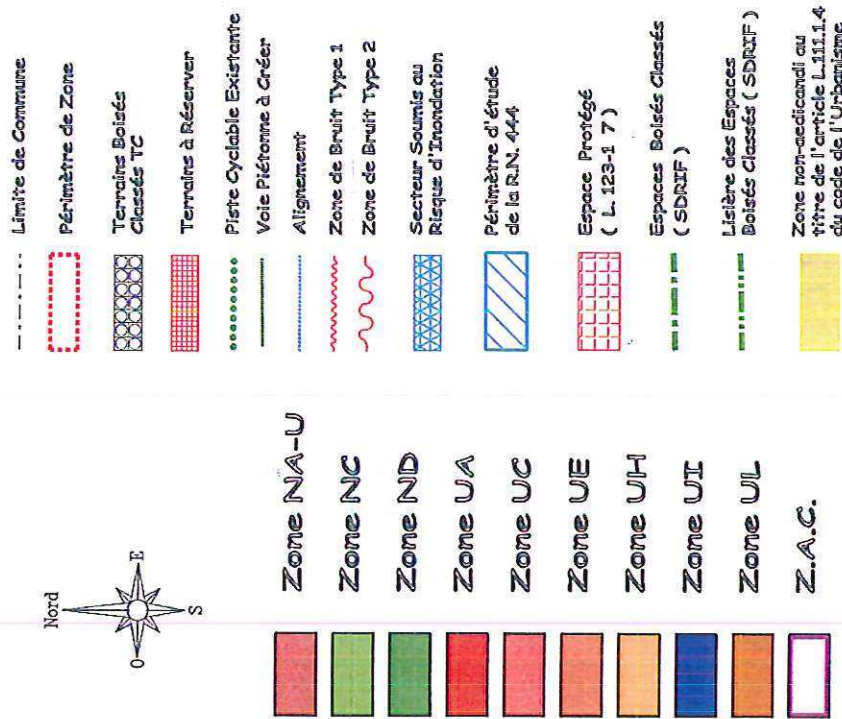 Nord
O
E
S
Zone NA-U
Zone NC
Zone ND
Zone UA
Zone UC
Zone UE
Zone UH
Zone UI
Zone UL
Z.A.C.
Limite de Commune
Périmètre de Zone
Terrains Boisés
Classés TC
Terrains à Réserver
Piste Cyclable Existante
Voie Piétonne à Créer
Alignement
Zone de Bruit Type 1
Zone de Bruit Type 2
Secteur Soumis au
Risque d'Inondation
Périmètre d'étude
de la R.N. 444
Espace Protégé
( L. 123-1 7 )
Espaces Boisés Classés
( SDRIF )
Lisière des Espaces
Boisés Classés ( SDRIF )
Zone non-aedicandi au
titre de l'article L.111.1.4
du code de l'Urbanisme